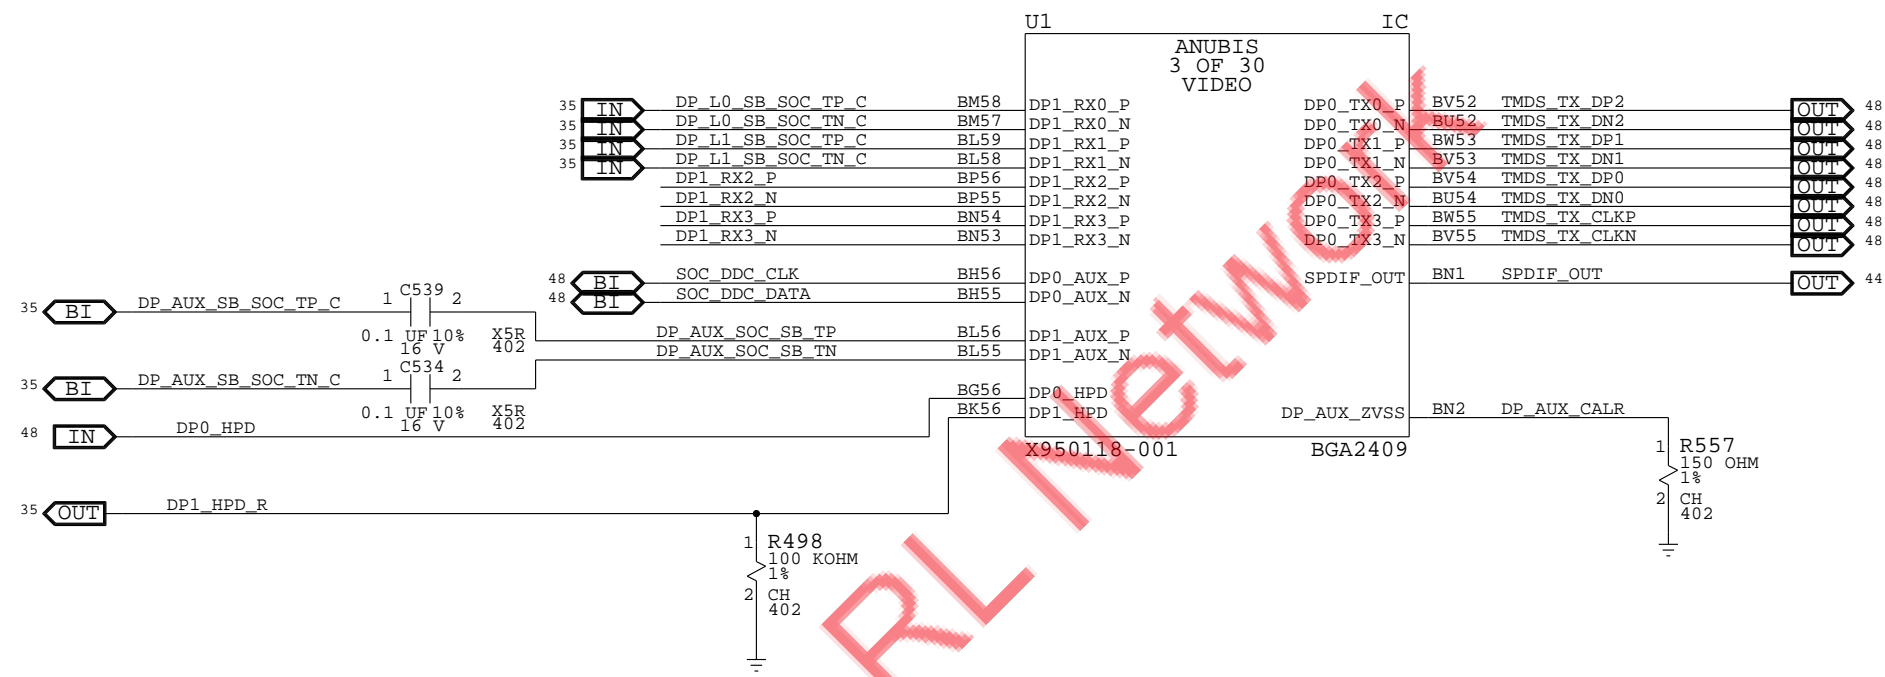 U1 IC
ANUBIS
3 OF 30
VIDEO
35 IN DP_L0_SB_SOC_TP_C BM58 DP1_RX0_P DP0_TX0_P BV52 TMDS_TX_DP2 OUT 48
35 IN DP_L0_SB_SOC_TN_C BM57 DP1_RX0_N DP0_TX0_N BU52 TMDS_TX_DN2 OUT 48
35 IN DP_L1_SB_SOC_TP_C BL59 DP1_RX1_P DP0_TX1_P BW53 TMDS_TX_DP1 OUT 48
35 IN DP_L1_SB_SOC_TN_C BL58 DP1_RX1_N DP0_TX1_N BV53 TMDS_TX_DN1 OUT 48
DP1_RX2_P BP56 DP1_RX2_P DP0_TX2_P BV54 TMDS_TX_DP0 OUT 48
DP1_RX2_N BP55 DP1_RX2_N DP0_TX2_N BU54 TMDS_TX_DN0 OUT 48
DP1_RX3_P BN54 DP1_RX3_P DP0_TX3_P BW55 TMDS_TX_CLKP OUT 48
DP1_RX3_N BN53 DP1_RX3_N DP0_TX3_N BV55 TMDS_TX_CLKN OUT 48
48 BI SOC_DDC_CLK BH56 DP0_AUX_P SPDIF_OUT BN1 SPDIF_OUT OUT 44
48 BI SOC_DDC_DATA BH55 DP0_AUX_N
35 BI DP_AUX_SB_SOC_TP_C 1 C539 2
0.1 UF 10% X5R
16 V 402
DP_AUX_SOC_SB_TP BL56 DP1_AUX_P
DP_AUX_SOC_SB_TN BL55 DP1_AUX_N
35 BI DP_AUX_SB_SOC_TN_C 1 C534 2
0.1 UF 10% X5R
16 V 402
BG56 DP0_HPD
BK56 DP1_HPD DP_AUX_ZVSS BN2 DP_AUX_CALR
48 IN DP0_HPD
X950118-001 BGA2409
1 R557
150 OHM
1%
2 CH
402
35 OUT DP1_HPD_R
1 R498
100 KOHM
1%
2 CH
402
RL Network